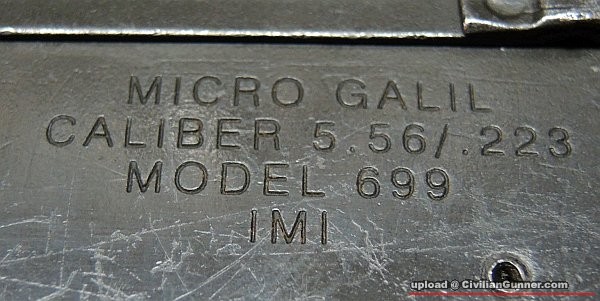 MICRO GALIL
CALIBER 5.56/.223
MODEL 699
IMI
upload @ CivilianGunner.com